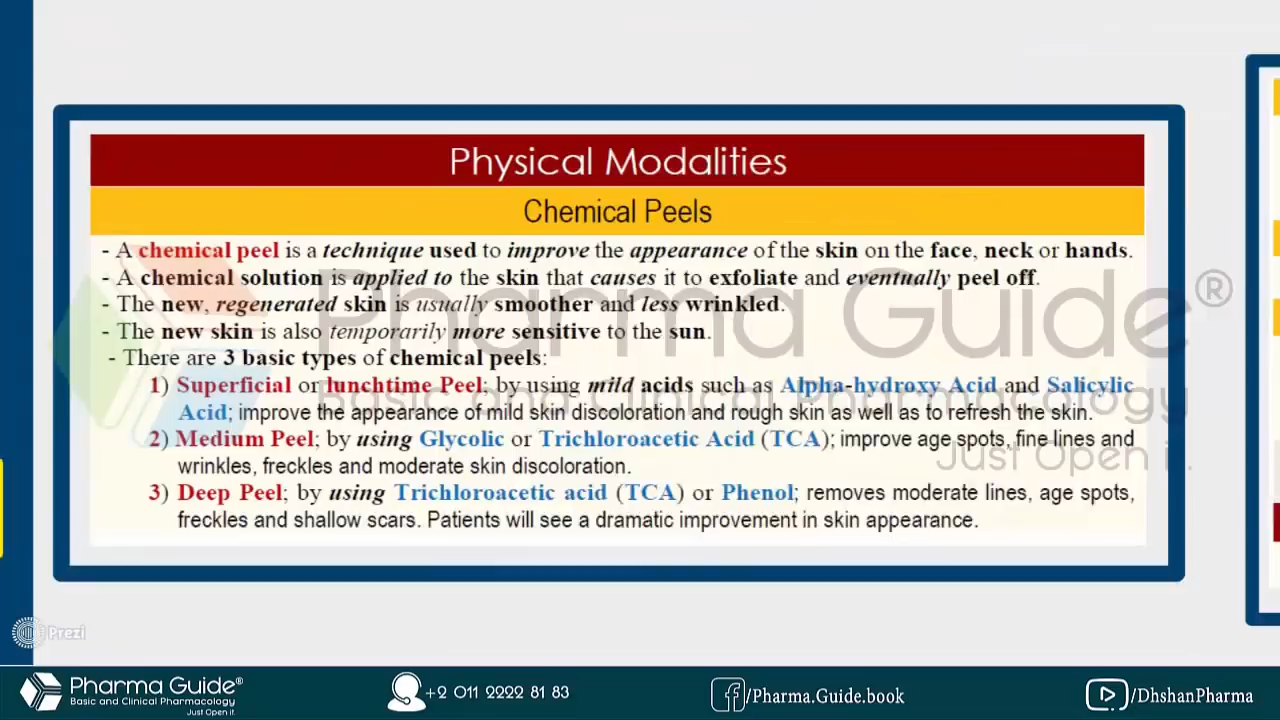 Physical Modalities
Chemical Peels
- A chemical peel is a technique used to improve the appearance of the skin on the face, neck or hands.
- A chemical solution is applied to the skin that causes it to exfoliate and eventually peel off.
- The new, regenerated skin is usually smoother and less wrinkled.
- The new skin is also temporarily more sensitive to the sun.
- There are 3 basic types of chemical peels:
1) Superficial or lunchtime Peel; by using mild acids such as Alpha-hydroxy Acid and Salicylic
Acid; improve the appearance of mild skin discoloration and rough skin as well as to refresh the skin.
2) Medium Peel; by using Glycolic or Trichloroacetic Acid (TCA); improve age spots, fine lines and
wrinkles, freckles and moderate skin discoloration.
3) Deep Peel; by using Trichloroacetic acid (TCA) or Phenol; removes moderate lines, age spots,
freckles and shallow scars. Patients will see a dramatic improvement in skin appearance.
Pharma Guide®
Basic and Clinical Pharmacology
Just Open it.
Prezi
Pharma Guide®
Basic and Clinical Pharmacology
Just Open it.
+2 011 2222 81 83
/Pharma.Guide.book
/DhshanPharma